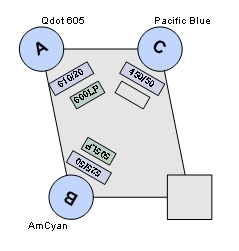 Qdot 605
Pacific Blue
A
C
610/20
600LP
450/50
505LP
525/50
B
AmCyan